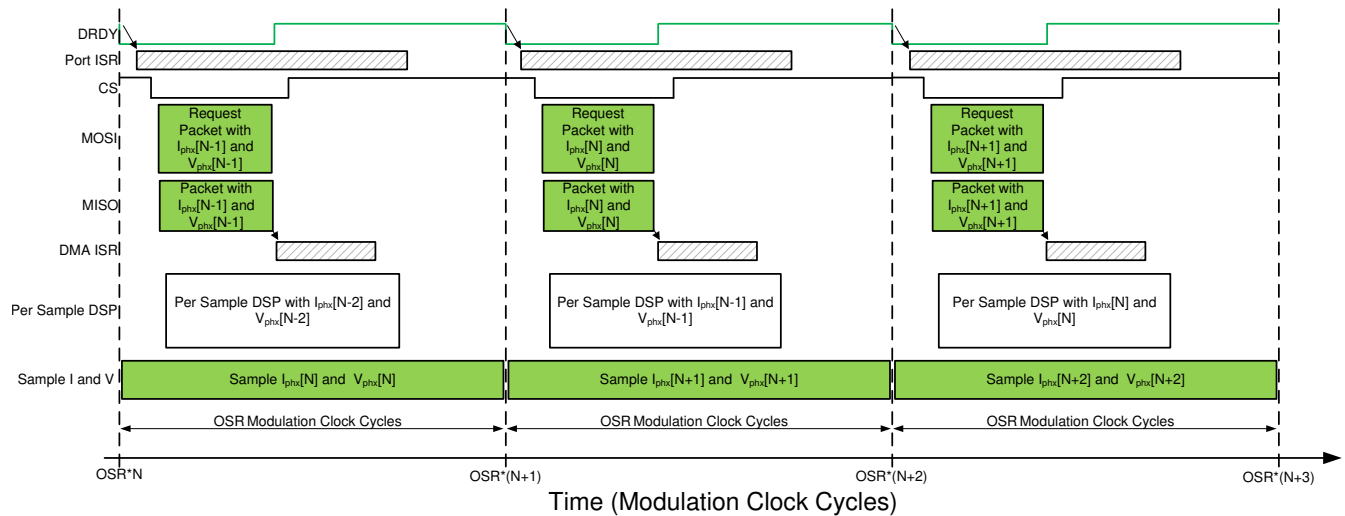 DRDY
Port ISR
CS
MOSI
Request
Packet with
Iphx[N-1] and
Vphx[N-1]
Request
Packet with
Iphx[N] and
Vphx[N]
Request
Packet with
Iphx[N+1] and
Vphx[N+1]
MISO
Packet with
Iphx[N-1] and
Vphx[N-1]
Packet with
Iphx[N] and
Vphx[N]
Packet with
Iphx[N+1] and
Vphx[N+1]
DMA ISR
Per Sample DSP
Per Sample DSP with Iphx[N-2] and
Vphx[N-2]
Per Sample DSP with Iphx[N-1] and
Vphx[N-1]
Per Sample DSP with Iphx[N] and
Vphx[N]
Sample I and V
Sample Iphx[N] and Vphx[N]
Sample Iphx[N+1] and Vphx[N+1]
Sample Iphx[N+2] and Vphx[N+2]
OSR Modulation Clock Cycles
OSR Modulation Clock Cycles
OSR Modulation Clock Cycles
OSR*N
OSR*(N+1)
OSR*(N+2)
OSR*(N+3)
Time (Modulation Clock Cycles)